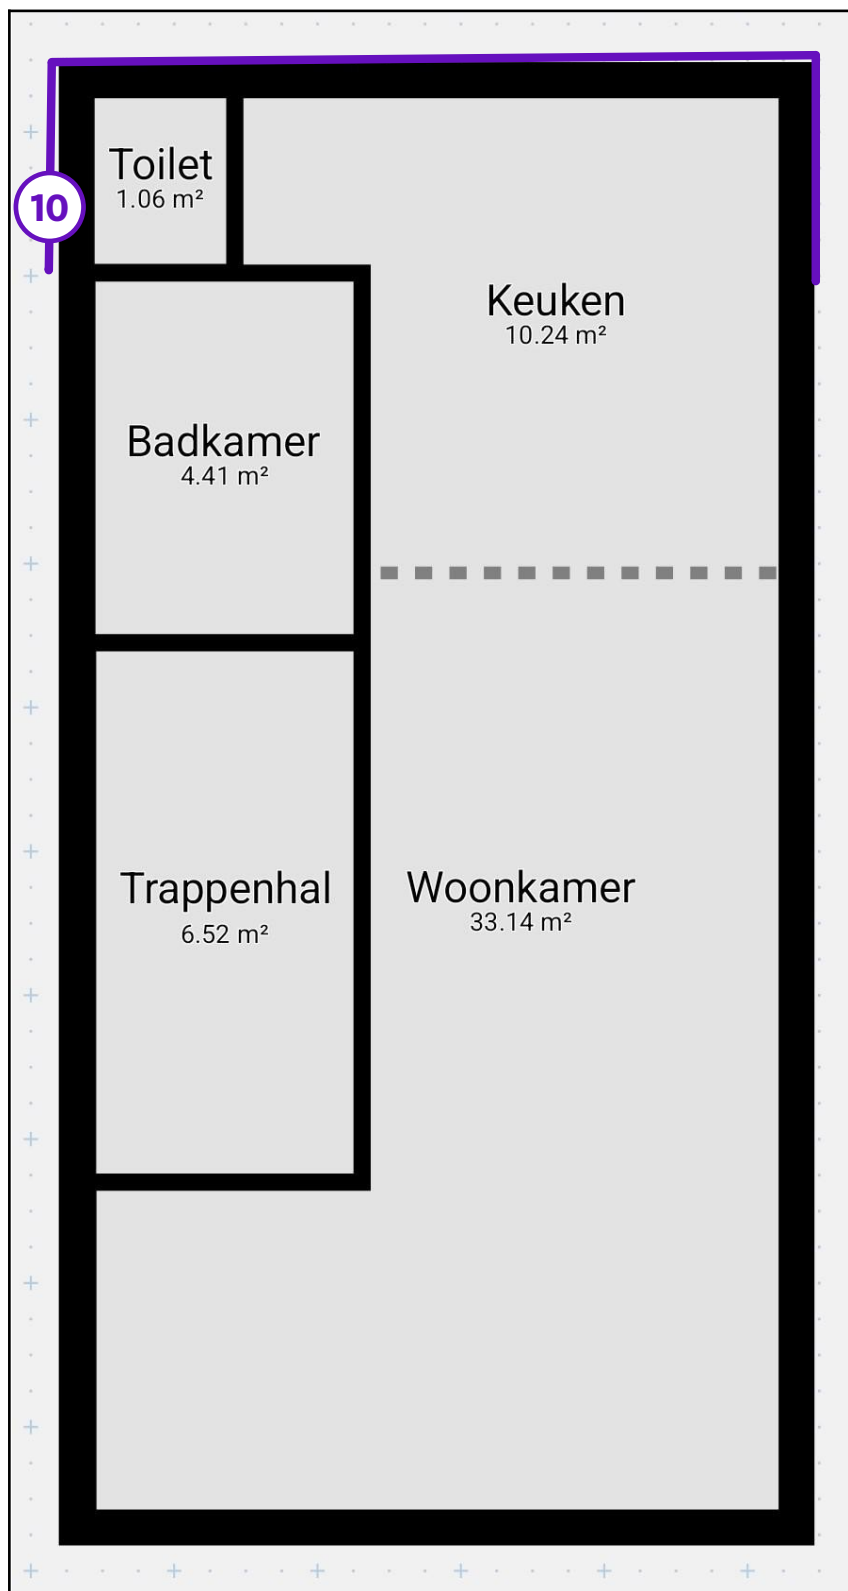 Toilet
1.06 m²
10
Keuken
10.24 m²
Badkamer
4.41 m²
Trappenhal
6.52 m²
Woonkamer
33.14 m²